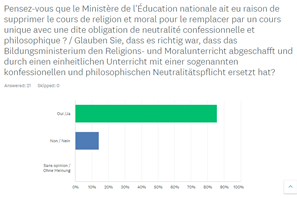 Pensez-vous que le Ministère de l'Éducation nationale ait eu raison de
supprimer le cours de religion et moral pour le remplacer par un cours
unique avec une dite obligation de neutralité confessionnelle et
philosophique ? / Glauben Sie, dass es richtig war, dass das
Bildungsministerium den Religions- und Moralunterricht abgeschafft und
durch einen einheitlichen Unterricht mit einer sogenannten
konfessionellen und philosophischen Neutralitätspflicht ersetzt hat?
Answered: 21 Skipped: 0
Oui / Ja
Non / Nein
Sans opinion /
Ohne Meinung
0% 10% 20% 30% 40% 50% 60% 70% 80% 90% 100%